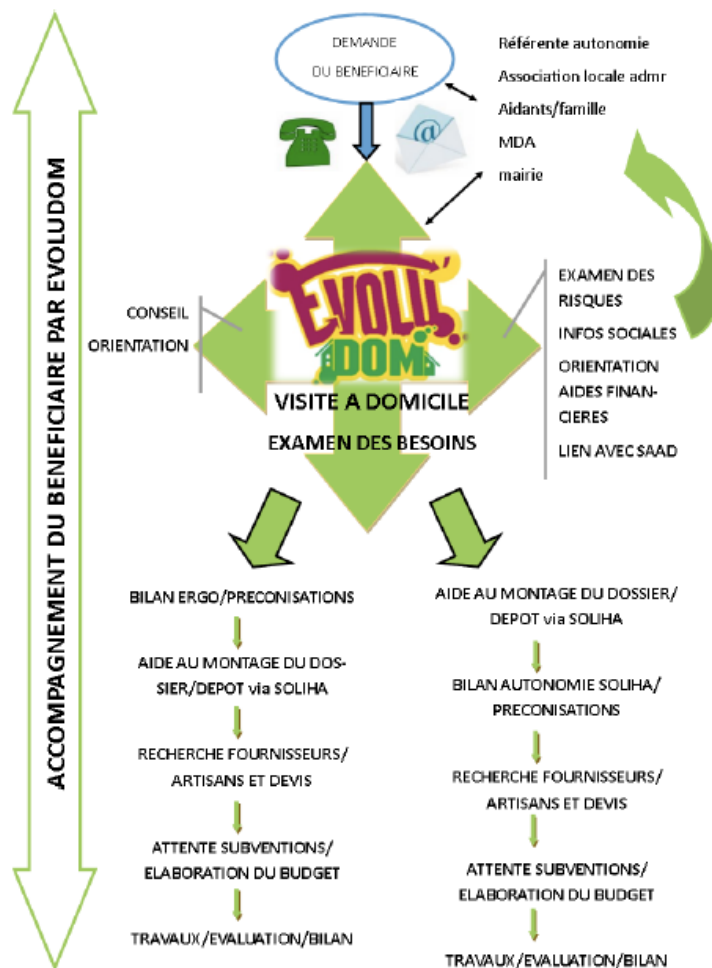 DEMANDE
DU BENEFICIAIRE
Référente autonomie
Association locale admr
Aidants/famille
MDA
mairie
@
ACCOMPAGNEMENT DU BENEFICIAIRE PAR EVOLUDOM
CONSEIL
ORIENTATION
EVOLU'
DOM
VISITE A DOMICILE
EXAMEN DES BESOINS
EXAMEN DES
RISQUES
INFOS SOCIALES
ORIENTATION
AIDES FINAN-
CIERES
LIEN AVEC SAAD
BILAN ERGO/PRECONISATIONS
AIDE AU MONTAGE DU DOS-
SIER/DEPOT via SOLIHA
RECHERCHE FOURNISSEURS/
ARTISANS ET DEVIS
ATTENTE SUBVENTIONS/
ELABORATION DU BUDGET
TRAVAUX/EVALUATION/BILAN
AIDE AU MONTAGE DU DOSSIER/
DEPOT via SOLIHA
BILAN AUTONOMIE SOLIHA/
PRECONISATIONS
RECHERCHE FOURNISSEURS/
ARTISANS ET DEVIS
ATTENTE SUBVENTIONS/
ELABORATION DU BUDGET
TRAVAUX/EVALUATION/BILAN